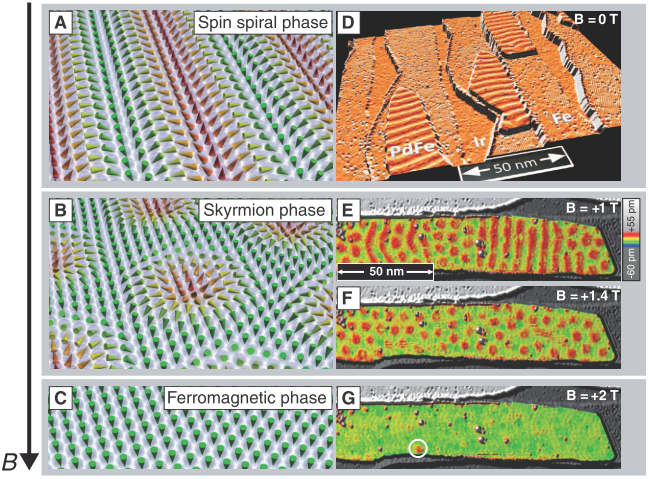 A
Spin spiral phase
D
B = 0 T
PdFe
Ir
Fe
50 nm
B
Skyrmion phase
E
B = +1 T
+55 pm
-60 pm
50 nm
F
B = +1.4 T
C
Ferromagnetic phase
G
B = +2 T
B